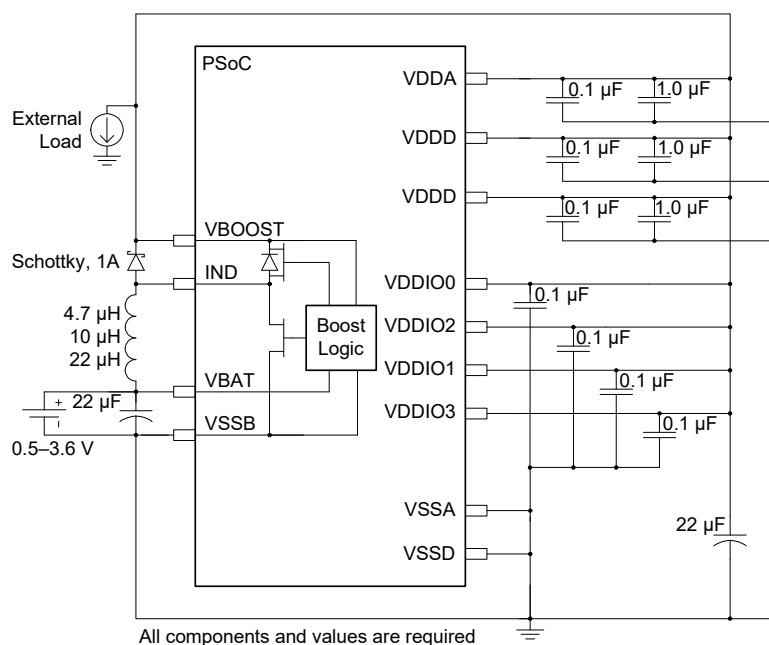 PSoC
VDDA
0.1 µF
1.0 µF
External
Load
VDDD
0.1 µF
1.0 µF
VDDD
0.1 µF
1.0 µF
VBOOST
Schottky, 1A
IND
VDDIO0
0.1 µF
4.7 µH
10 µH
22 µH
Boost
Logic
VDDIO2
0.1 µF
VDDIO1
0.1 µF
VBAT
22 µF
+
-
VSSB
VDDIO3
0.1 µF
0.5–3.6 V
VSSA
22 µF
VSSD
All components and values are required